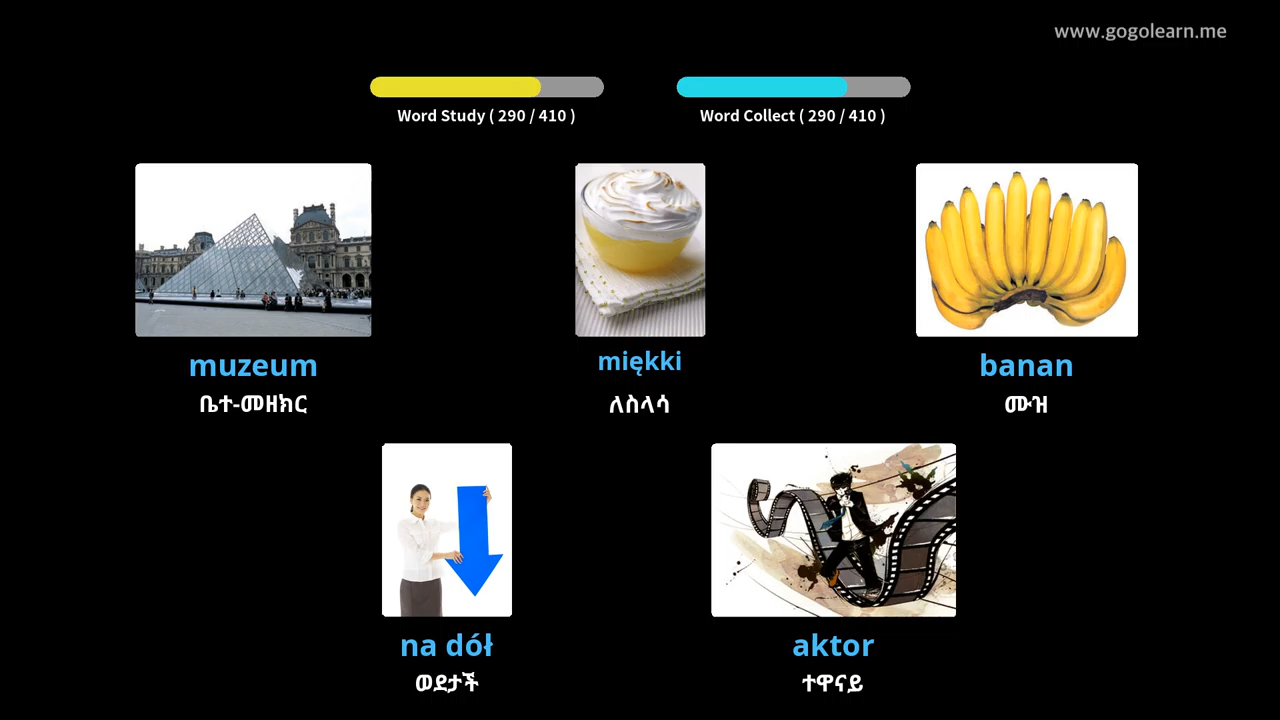 www.gogolearn.me
Word Study ( 290 / 410 )
Word Collect ( 290 / 410 )
muzeum
ቤተ-መዘክር
miękki
ለስላሳ
banan
ሙዝ
na dół
ወደታች
aktor
ተዋናይ